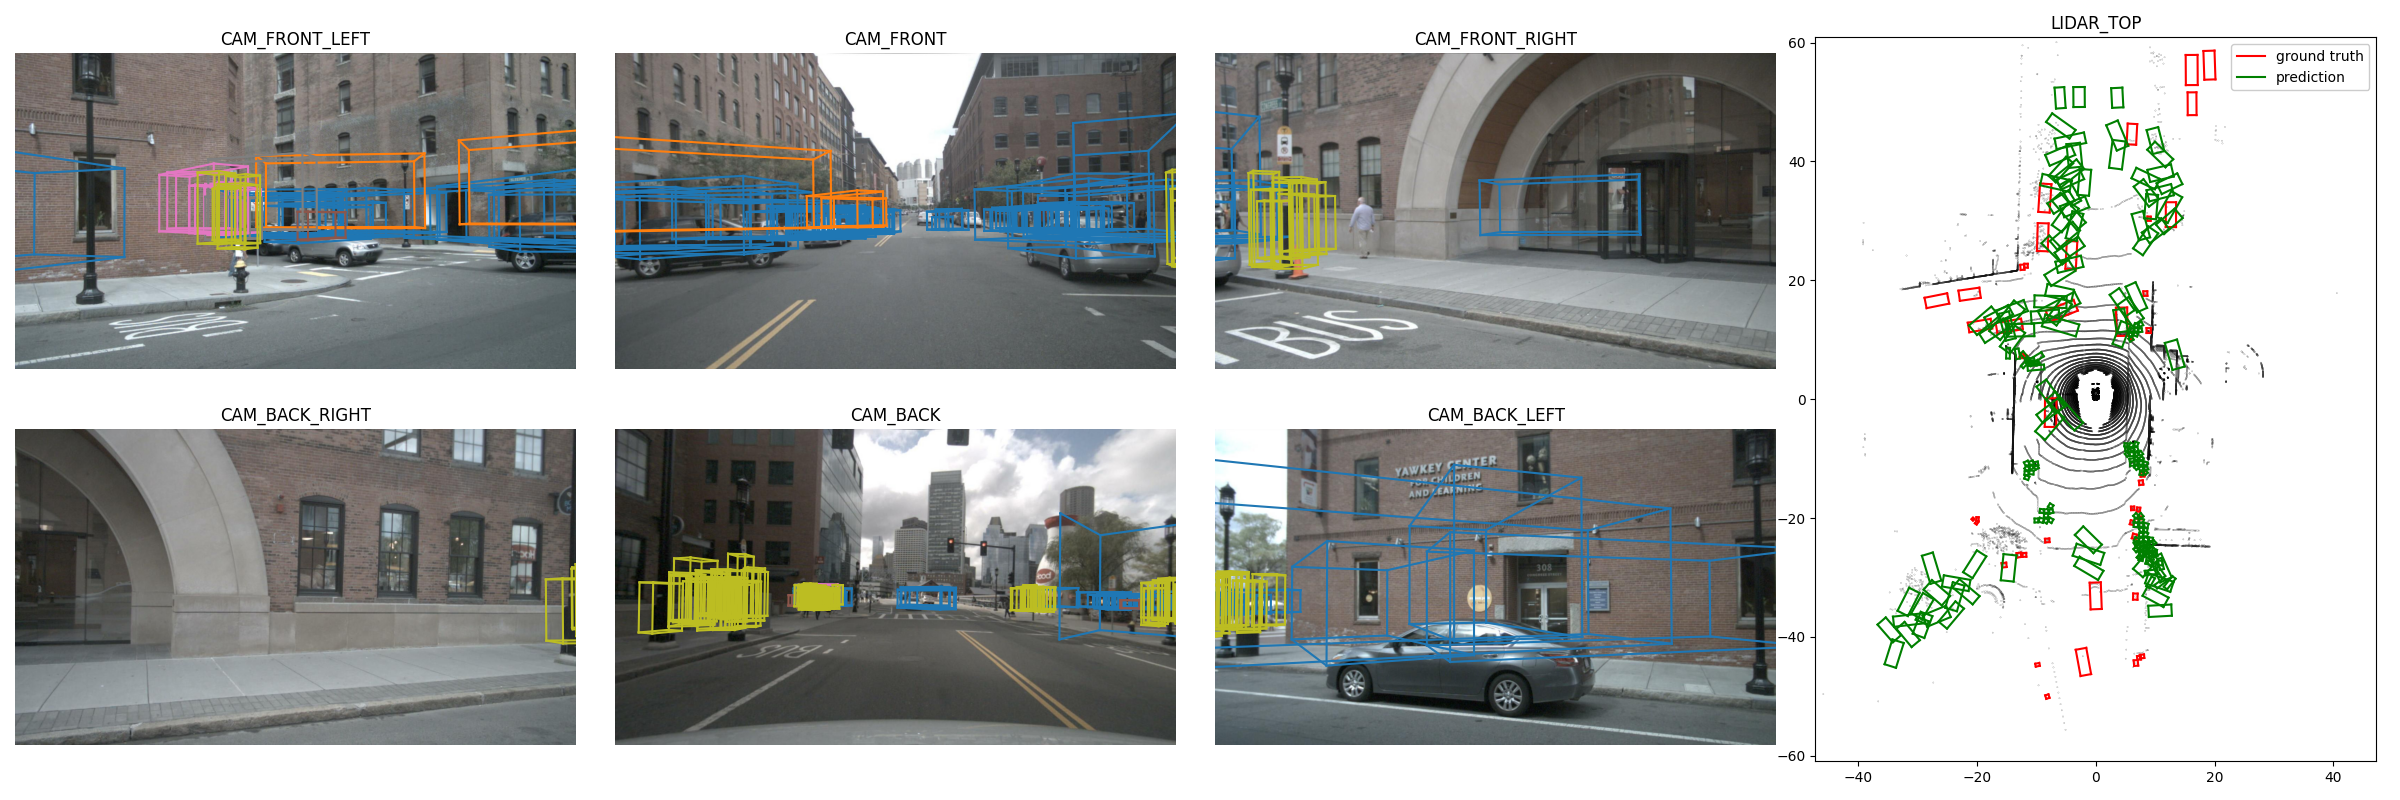 CAM_FRONT_LEFT
CAM_FRONT
CAM_FRONT_RIGHT
LIDAR_TOP
BUS
CAM_BACK_RIGHT
CAM_BACK
CAM_BACK_LEFT
BUS
YAWKEY CENTER
FOR CHILDREN
AND LEARNING
308
ground truth
prediction
60
40
20
0
−20
−40
−60
−40
−20
0
20
40